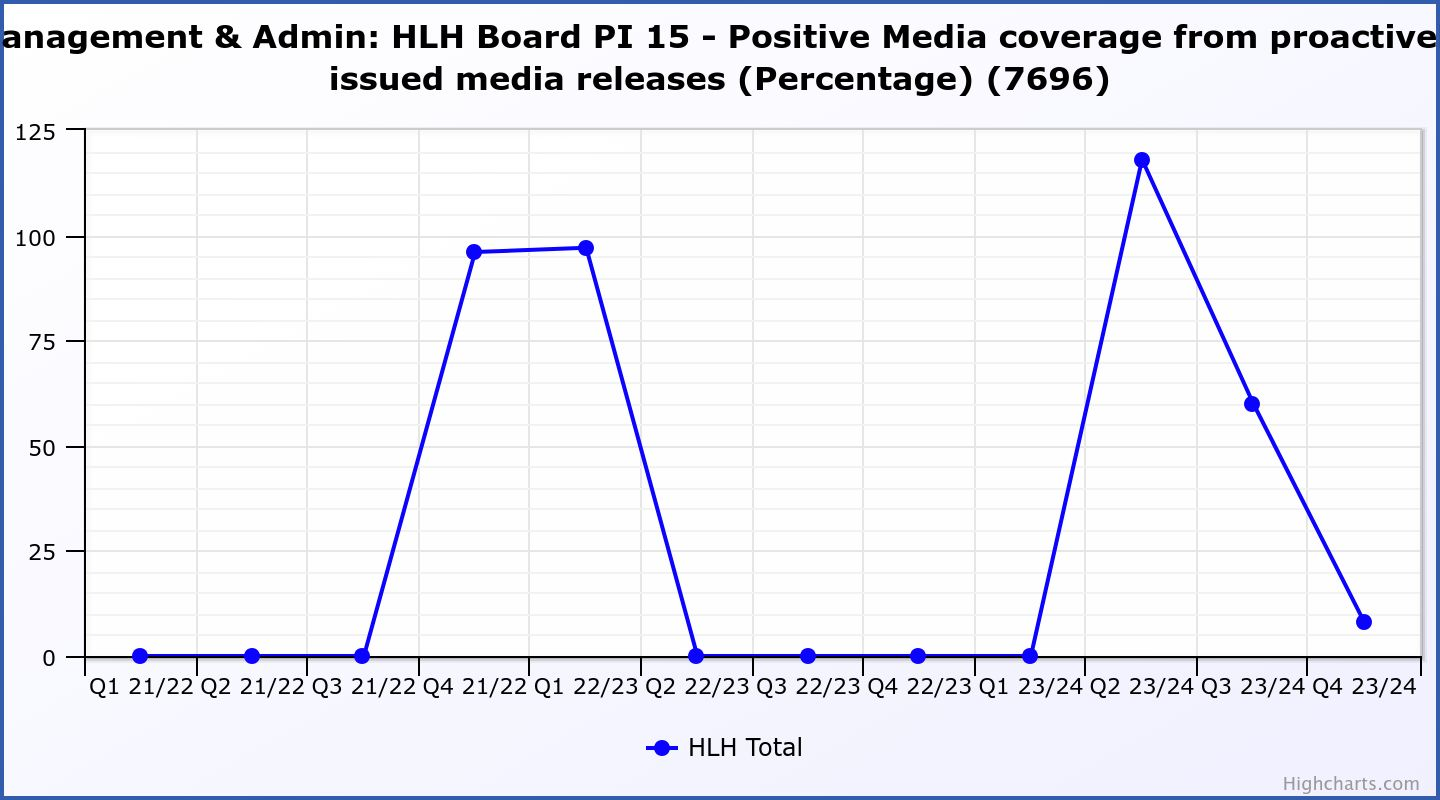 anagement & Admin: HLH Board PI 15 - Positive Media coverage from proactive
issued media releases (Percentage) (7696)
125
100
75
50
25
0
Q1 21/22 Q2 21/22 Q3 21/22 Q4 21/22 Q1 22/23 Q2 22/23 Q3 22/23 Q4 22/23 Q1 23/24 Q2 23/24 Q3 23/24 Q4 23/24
HLH Total
Highcharts.com